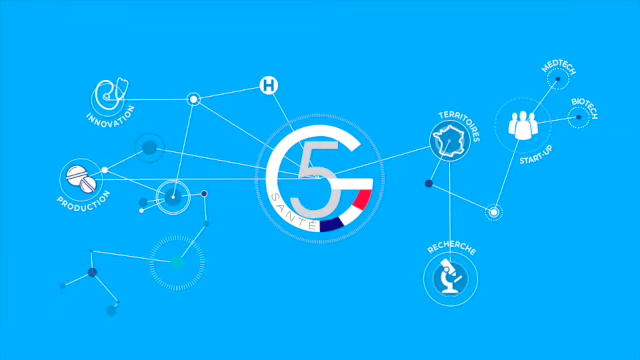 INNOVATION
H
PRODUCTION
G5
SANTÉ
TERRITOIRES
MEDTECH
BIOTECH
START-UP
RECHERCHE